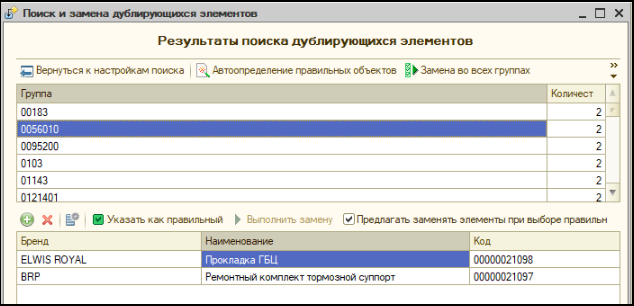 Поиск и замена дублирующихся элементов
Результаты поиска дублирующихся элементов
Вернуться к настройкам поиска Автоопределение правильных объектов Замена во всех группах
Группа Количест
00183 2
0056010 2
0095200 2
0103 2
01143 2
0121401 2
Указать как правильный Выполнить замену Предлагать заменять элементы при выборе правильн
Бренд Наименование Код
ELWIS ROYAL Прокладка ГБЦ 00000021098
BRP Ремонтный комплект тормозной суппорт 00000021097